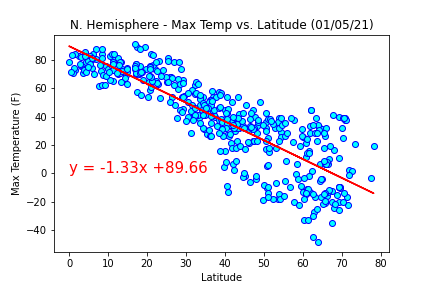 N. Hemisphere - Max Temp vs. Latitude (01/05/21)
Max Temperature (F)
80
60
40
20
0
−20
−40
y = -1.33x +89.66
0 10 20 30 40 50 60 70 80
Latitude